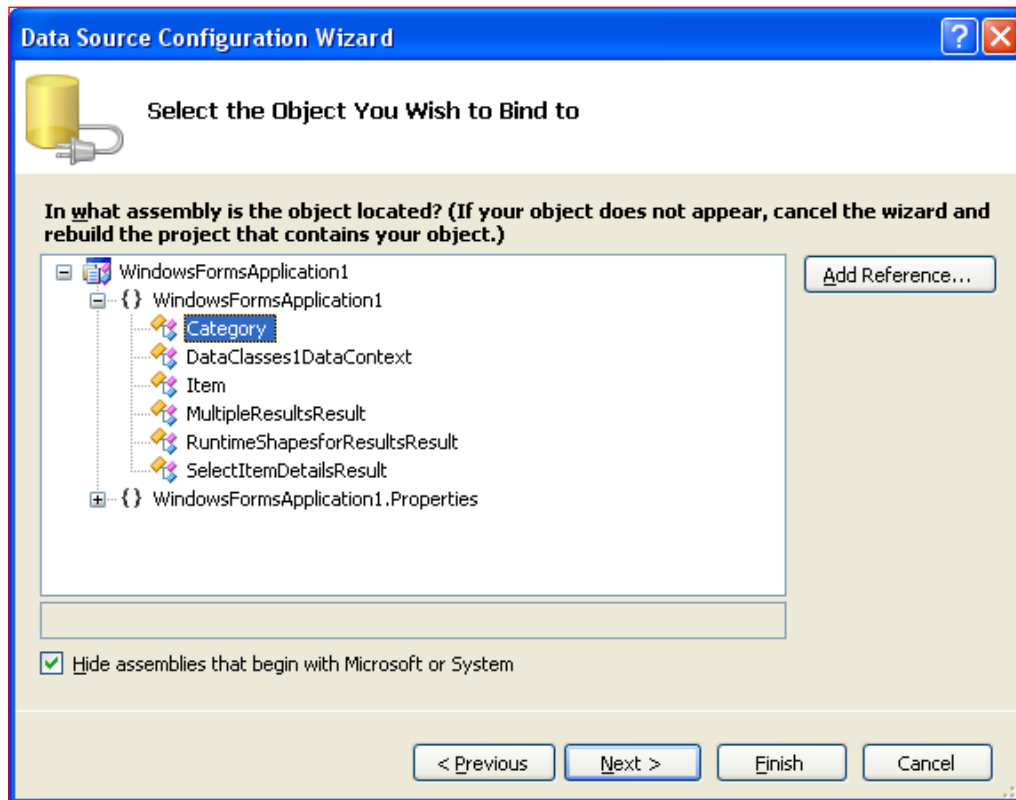 Data Source Configuration Wizard
?
Select the Object You Wish to Bind to
In what assembly is the object located? (If your object does not appear, cancel the wizard and
rebuild the project that contains your object.)
WindowsFormsApplication1
Add Reference...
{} WindowsFormsApplication1
Category
DataClasses1DataContext
Item
MultipleResultsResult
RuntimeShapesforResultsResult
SelectItemDetailsResult
{} WindowsFormsApplication1.Properties
Hide assemblies that begin with Microsoft or System
< Previous
Next >
Finish
Cancel